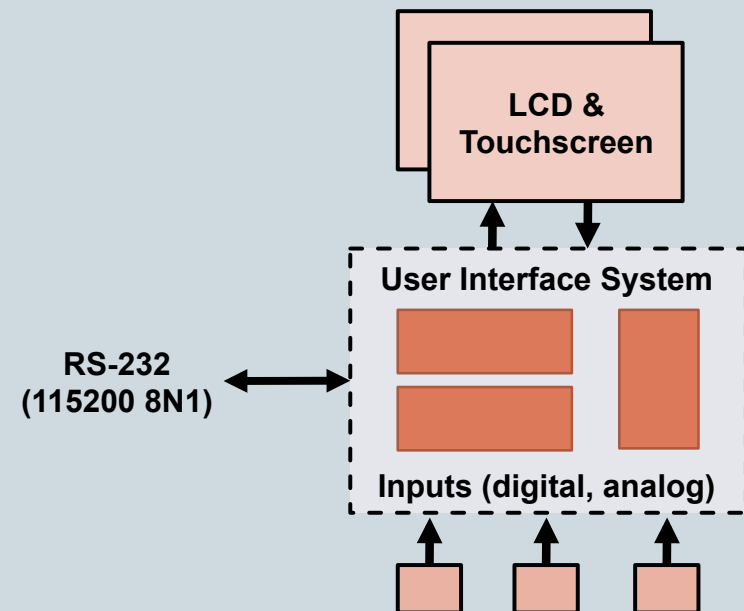 LCD &
Touchscreen
User Interface System
RS-232
(115200 8N1)
Inputs (digital, analog)